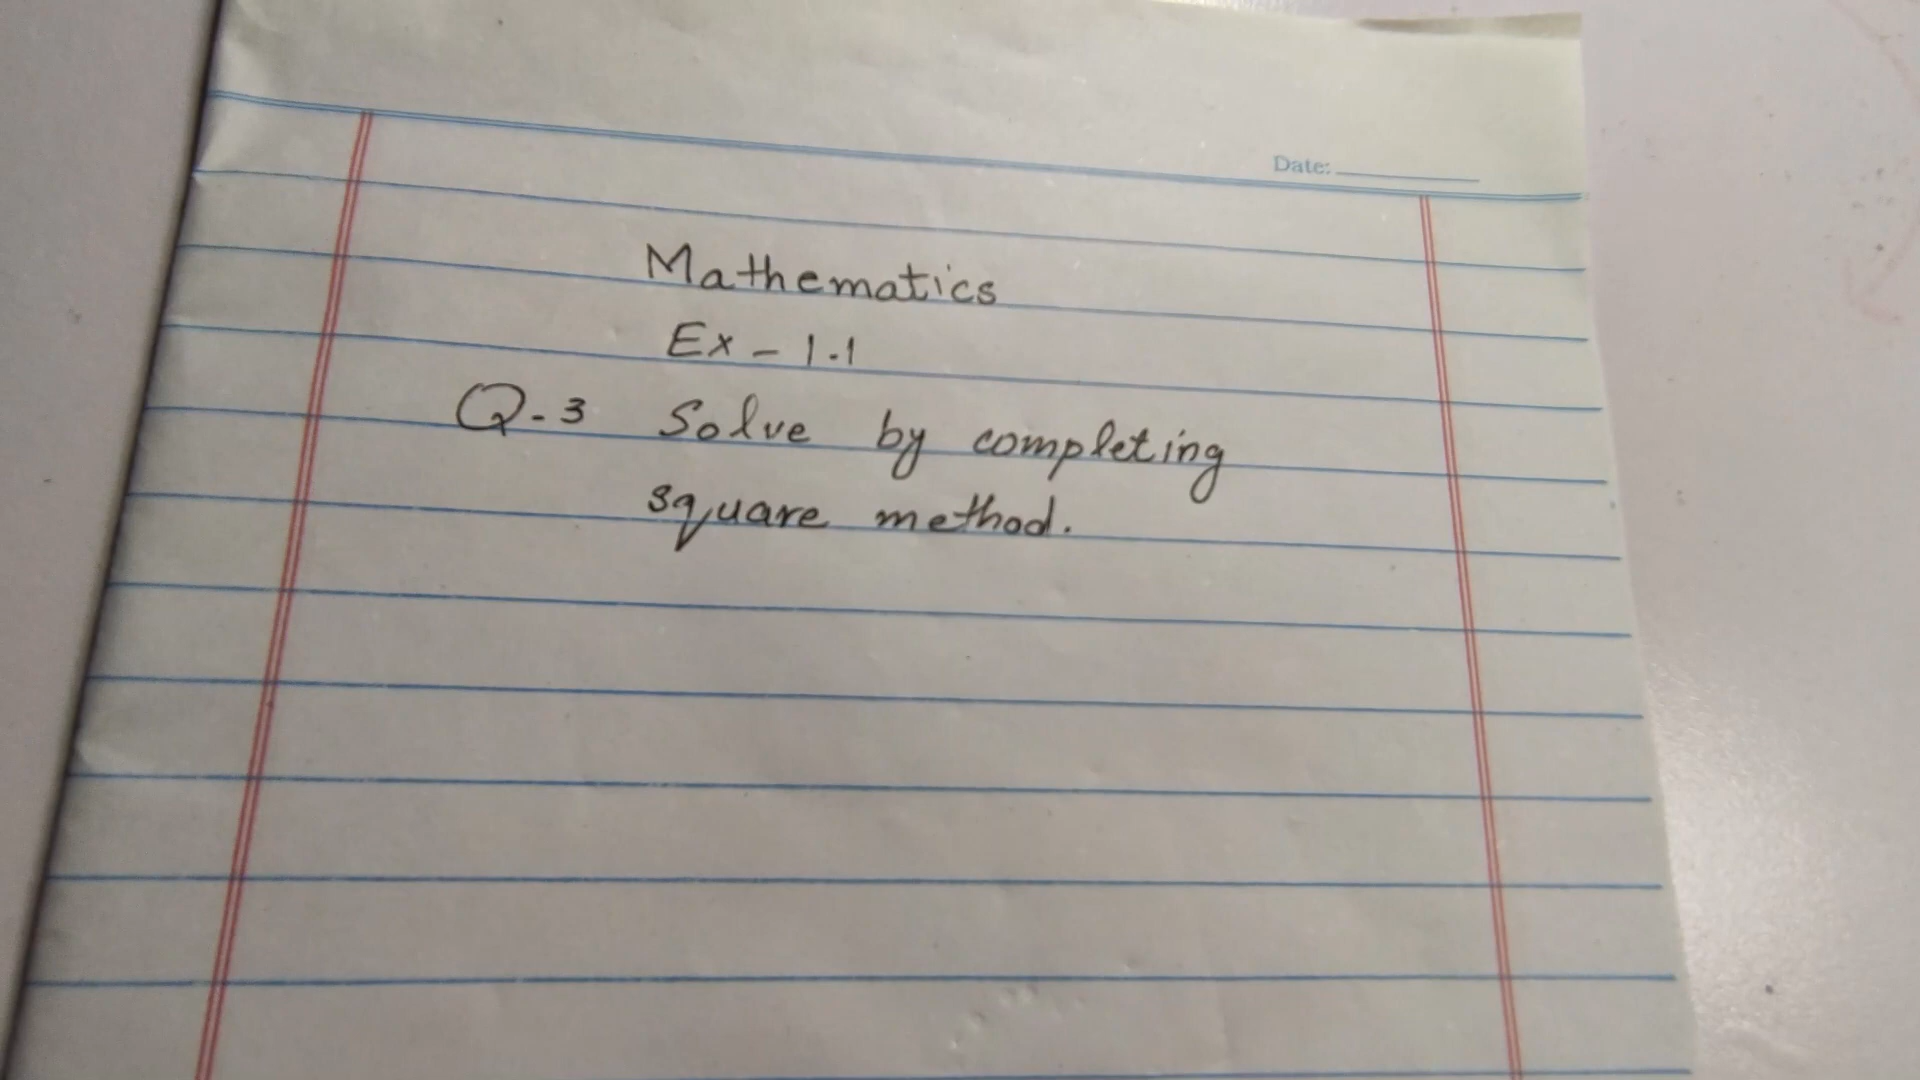 Date:
Mathematics
Ex - 1.1
Q-3 Solve by completing
square method.